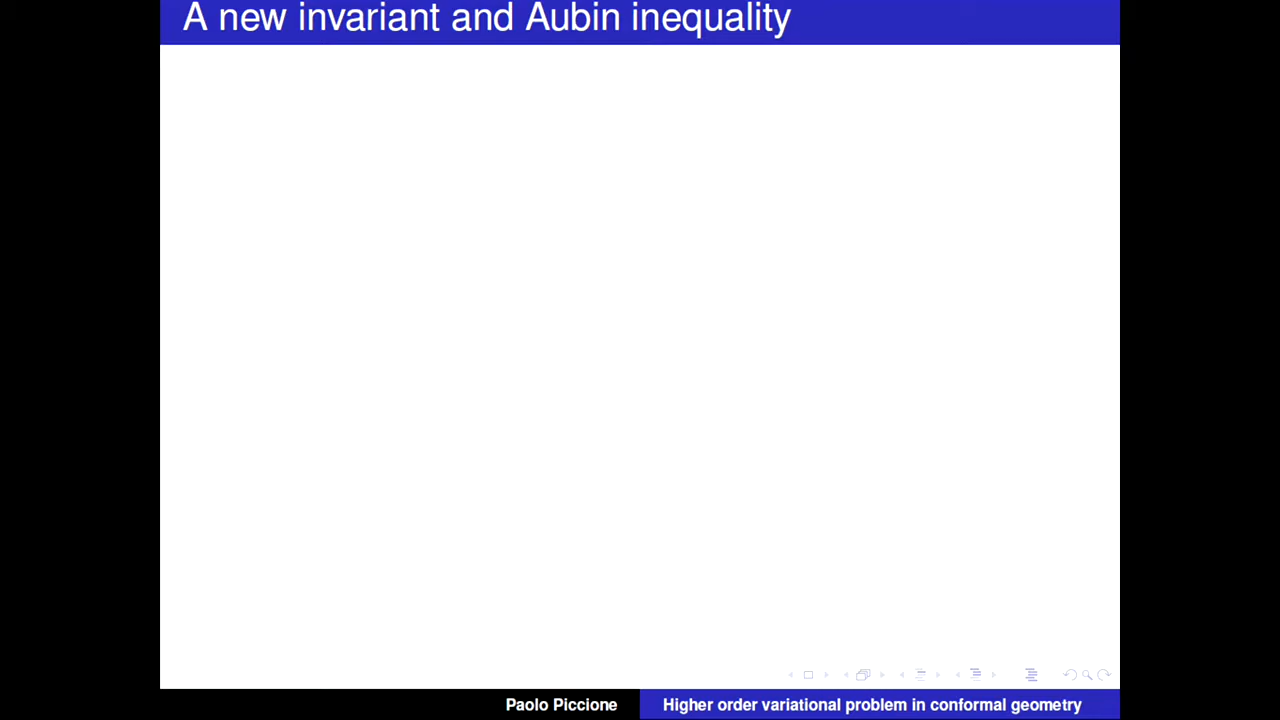 A new invariant and Aubin inequality
Paolo Piccione
Higher order variational problem in conformal geometry